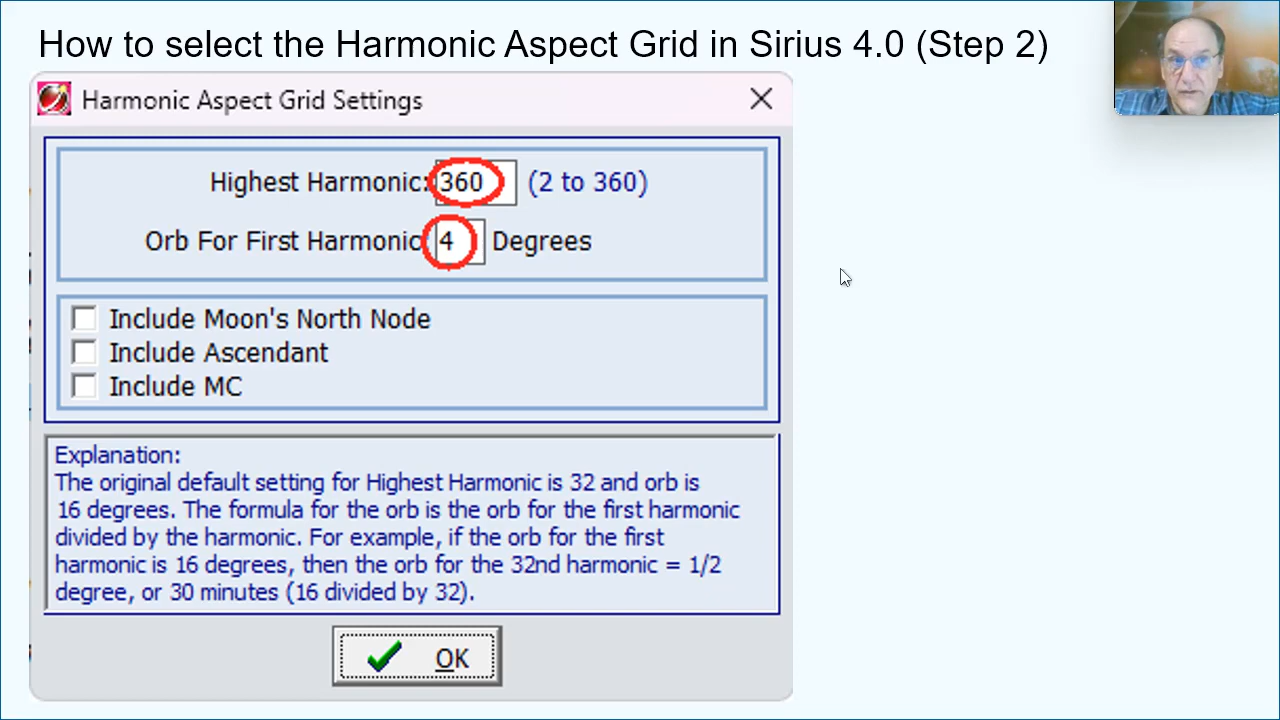 How to select the Harmonic Aspect Grid in Sirius 4.0 (Step 2)
Harmonic Aspect Grid Settings
Highest Harmonic: 360 (2 to 360)
Orb For First Harmonic 4 Degrees
Include Moon's North Node
Include Ascendant
Include MC
Explanation:
The original default setting for Highest Harmonic is 32 and orb is
16 degrees. The formula for the orb is the orb for the first harmonic
divided by the harmonic. For example, if the orb for the first
harmonic is 16 degrees, then the orb for the 32nd harmonic = 1/2
degree, or 30 minutes (16 divided by 32).
OK